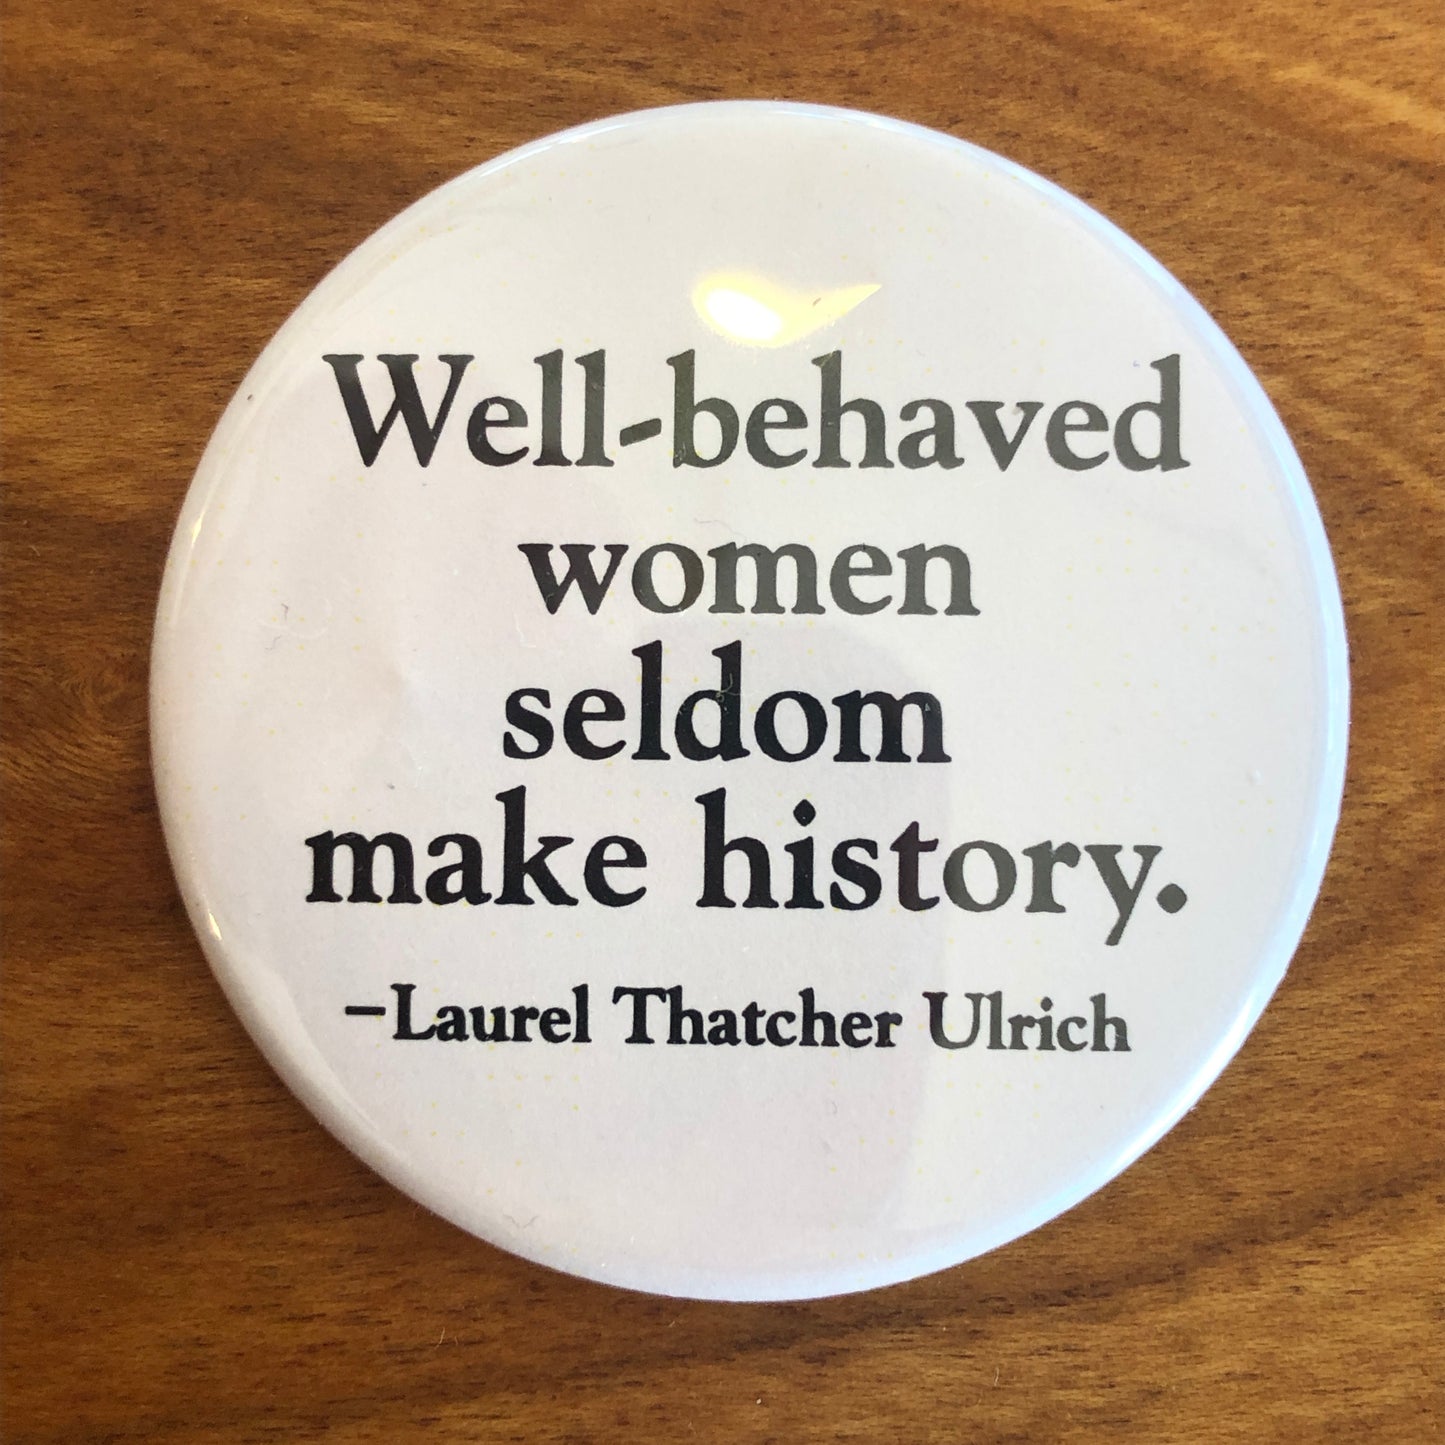 Well-behaved
women
seldom
make history.
–Laurel Thatcher Ulrich